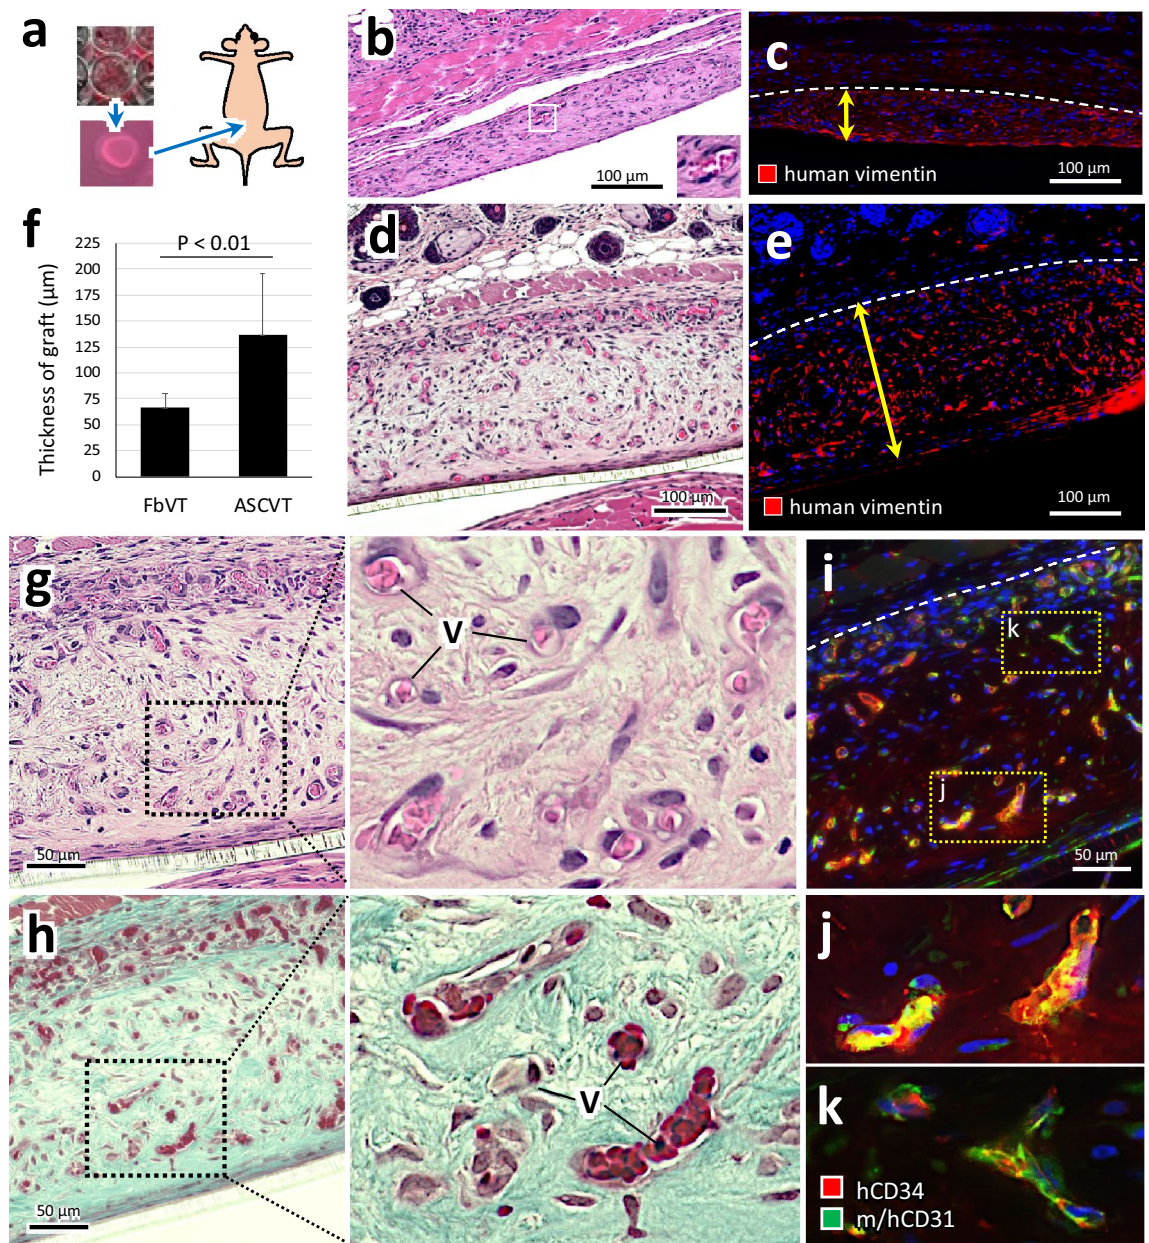 a
b
100 µm
c
human vimentin
100 µm
f
225
200
175
150
125
100
75
50
25
0
Thickness of graft (µm)
P < 0.01
FbVT
ASCVT
d
100 µm
e
human vimentin
100 µm
g
50 µm
V
i
k
j
50 µm
h
50 µm
V
j
k
hCD34
m/hCD31